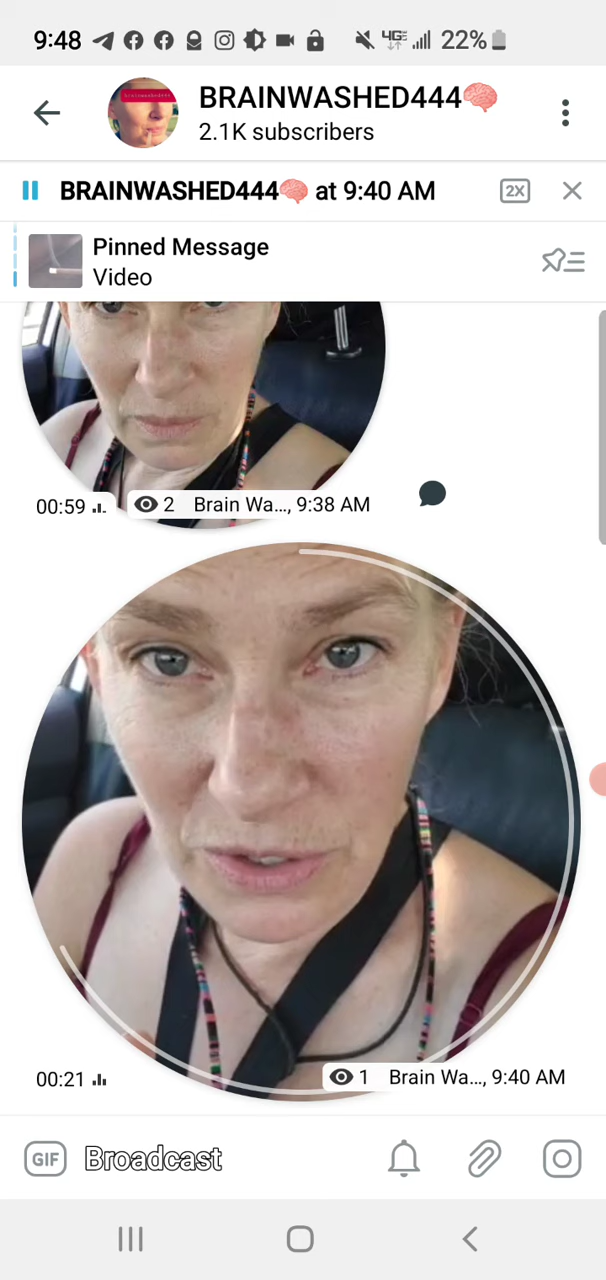 9:48 4GE 22%
BRAINWASHED444🧠
2.1K subscribers
BRAINWASHED444🧠 at 9:40 AM 2X
Pinned Message
Video
00:59 2 Brain Wa..., 9:38 AM
00:21 1 Brain Wa..., 9:40 AM
GIF Broadcast